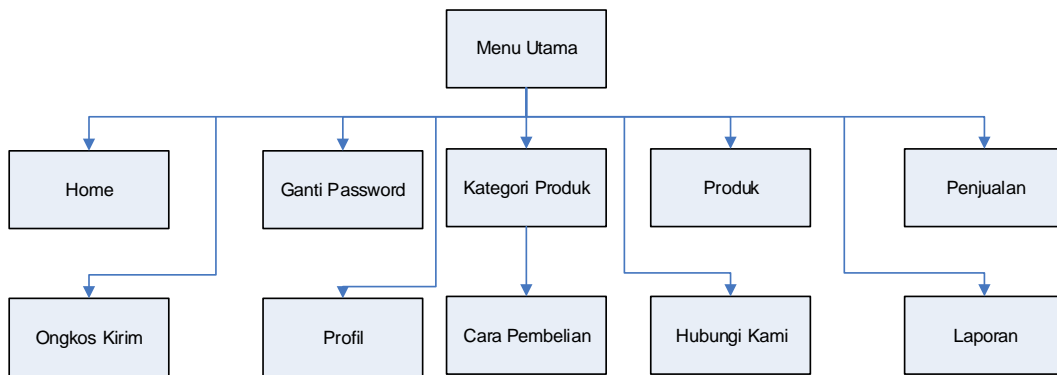 Menu Utama
Home
Ganti Password
Kategori Produk
Produk
Penjualan
Ongkos Kirim
Profil
Cara Pembelian
Hubungi Kami
Laporan